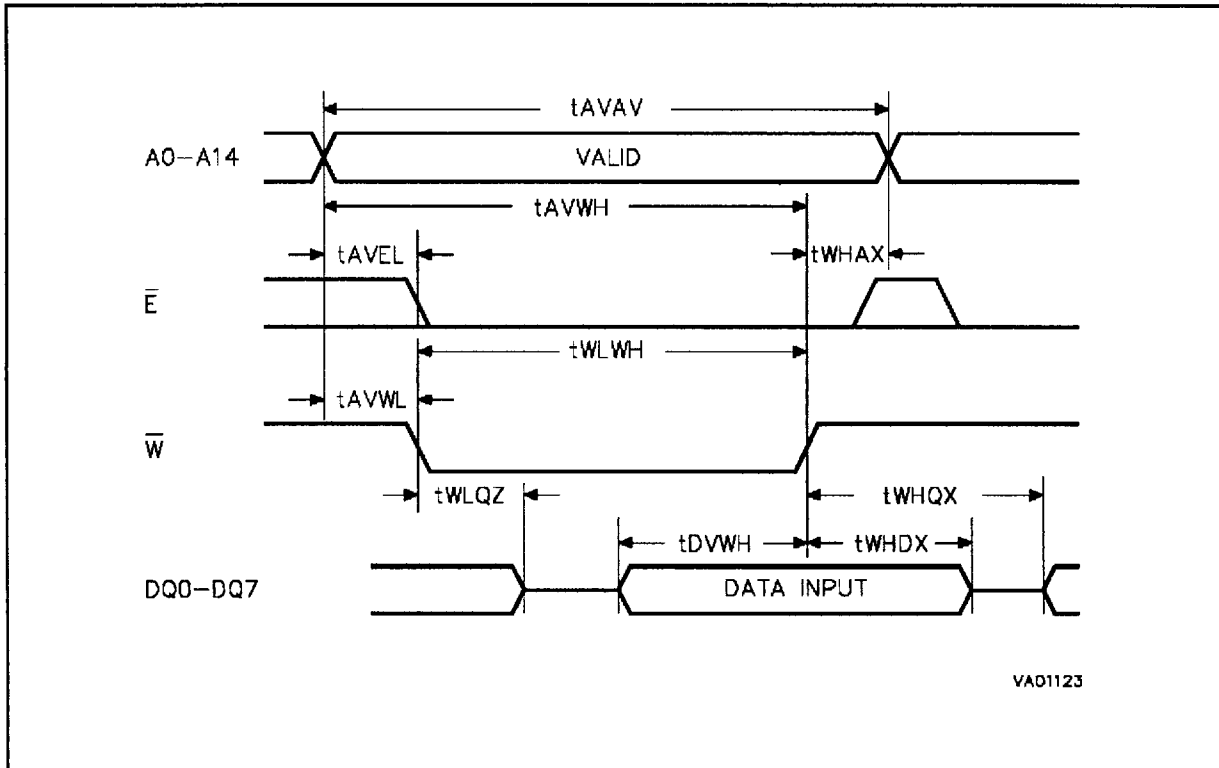 tAVAV
A0-A14
VALID
tAVWH
tAVEL
tWHAX
E̅
tWLWH
tAVWL
W̅
tWLQZ
tWHQX
tDVWH
tWHDX
DQ0-DQ7
DATA INPUT
VA01123